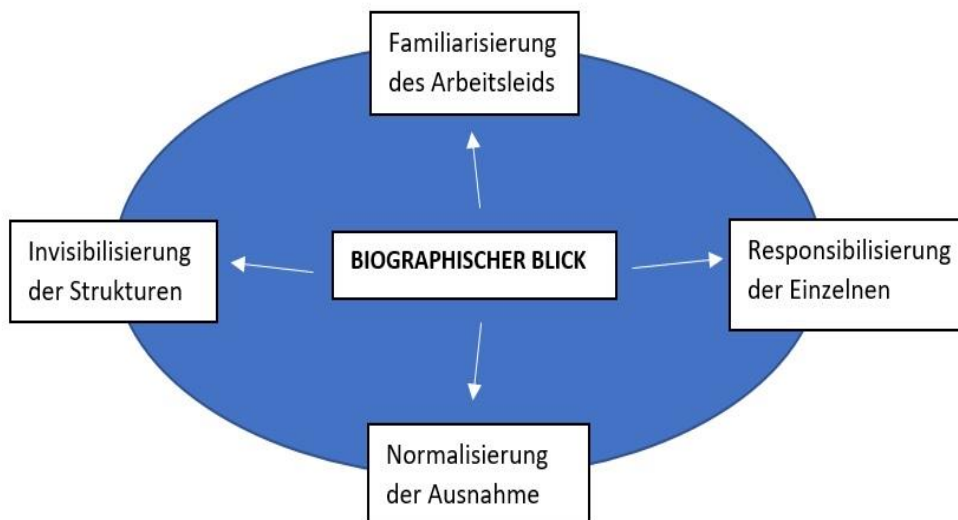 Familiarisierung
des Arbeitsleids
Invisibilisierung
der Strukturen
BIOGRAPHISCHER BLICK
Responsibilisierung
der Einzelnen
Normalisierung
der Ausnahme